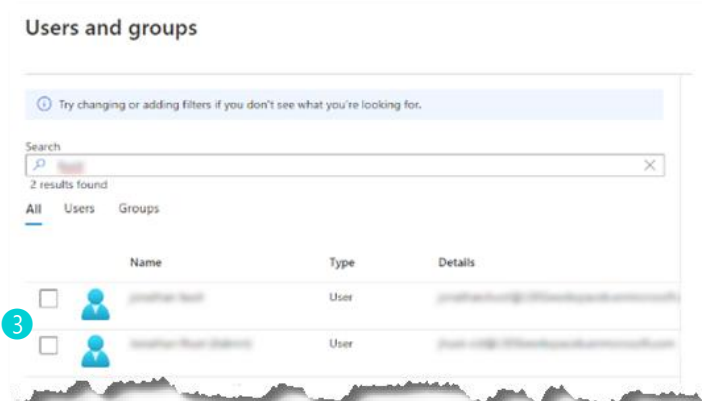 Users and groups
Try changing or adding filters if you don't see what you're looking for.
Search
2 results found
All Users Groups
Name Type Details
User
3
User